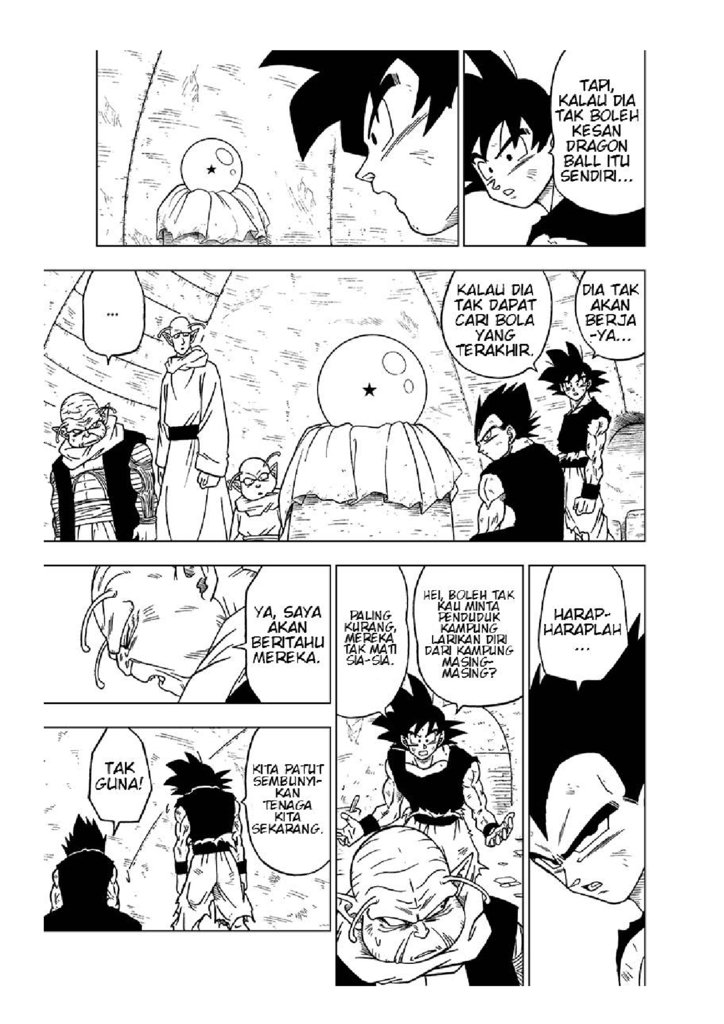 TAPI,
KALAU DIA
TAK BOLEH
KESAN
DRAGON
BALL ITU
SENDIRI...
DIA TAK
AKAN
BERJA
-YA...
KALAU DIA
TAK DAPAT
CARI BOLA
YANG
TERAKHIR.
...
HARAP-
HARAPLAH
...
HEI, BOLEH TAK
KAU MINTA
PENDUDUK
KAMPUNG
LARIKAN DIRI
DARI KAMPUNG
MASING-
MASING?
PALING
KURANG,
MEREKA
TAK MATI
SIA-SIA.
YA, SAYA
AKAN
BERITAHU
MEREKA.
KITA PATUT
SEMBUNYI-
KAN
TENAGA
KITA
SEKARANG.
TAK
GUNA!